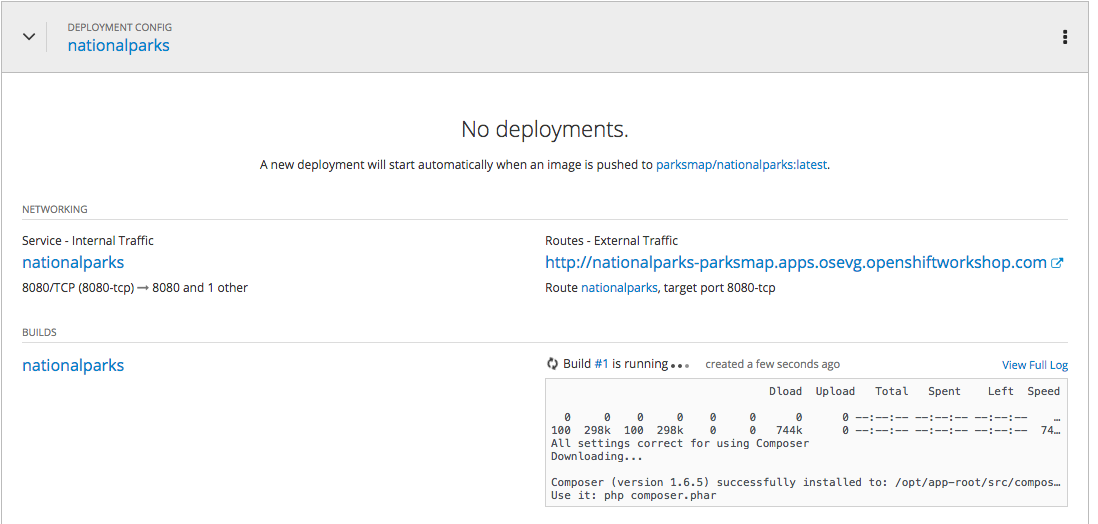 DEPLOYMENT CONFIG
nationalparks
No deployments.
A new deployment will start automatically when an image is pushed to parksmap/nationalparks:latest.
NETWORKING
Service - Internal Traffic
nationalparks
8080/TCP (8080-tcp) → 8080 and 1 other
Routes - External Traffic
http://nationalparks-parksmap.apps.osevg.openshiftworkshop.com
Route nationalparks, target port 8080-tcp
BUILDS
nationalparks
Build #1 is running... created a few seconds ago View Full Log
Dload Upload Total Spent Left Speed
0 0 0 0 0 0 0 0 --:--:-- --:--:-- --:--:-- …
100 298k 100 298k 0 0 744k 0 --:--:-- --:--:-- --:--:-- 74…
All settings correct for using Composer
Downloading...
Composer (version 1.6.5) successfully installed to: /opt/app-root/src/compos…
Use it: php composer.phar